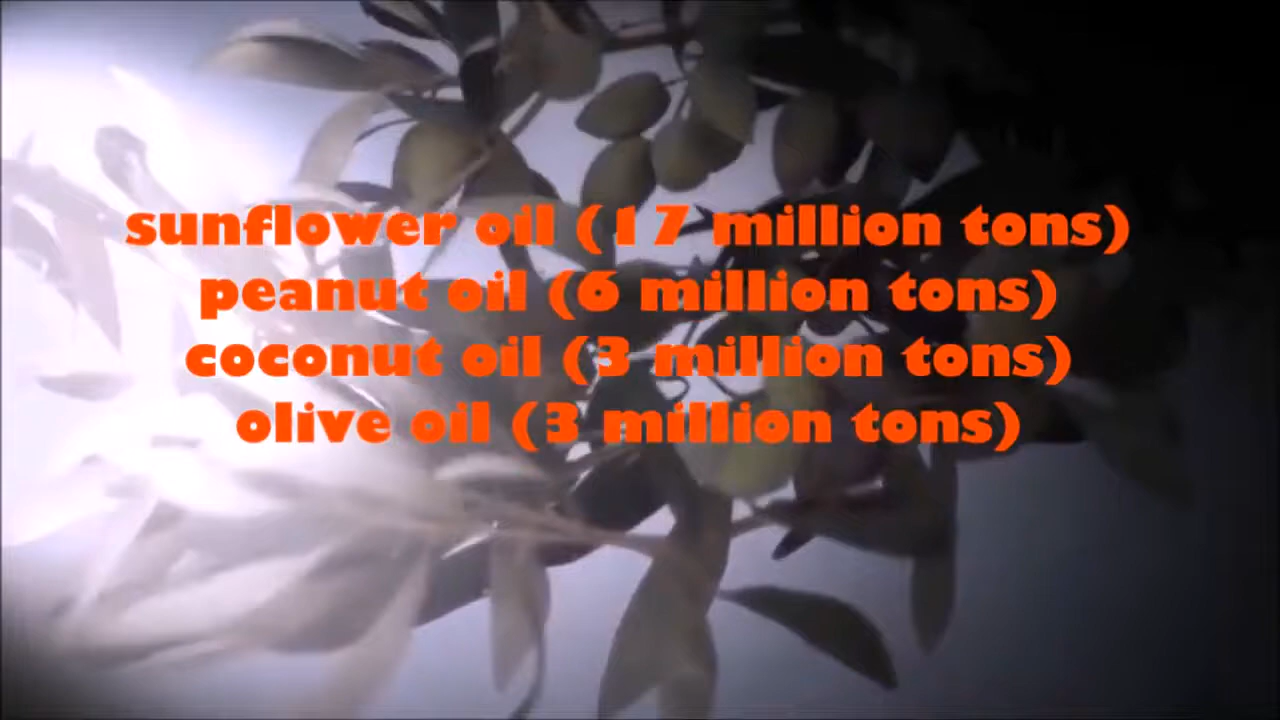 sunflower oil (17 million tons)
peanut oil (6 million tons)
coconut oil (3 million tons)
olive oil (3 million tons)